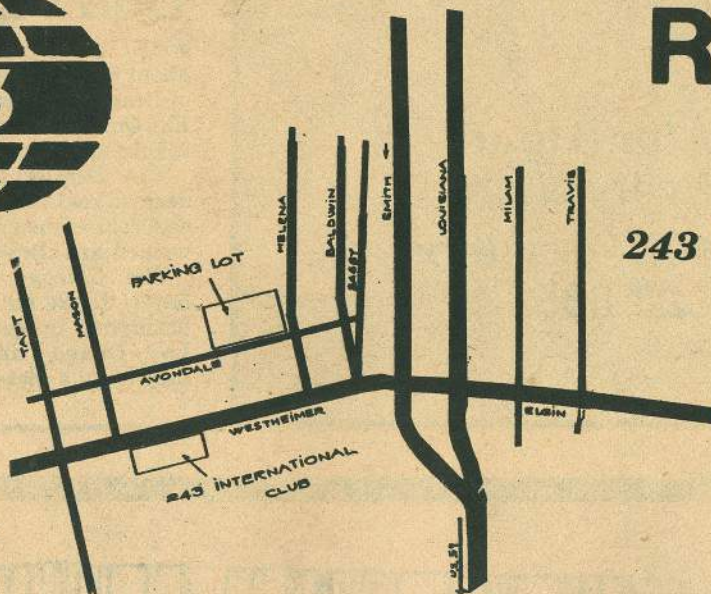 3
R
243
HELENA
BALDWIN
BAGBY
SMITH
LOUISIANA
MILAM
TRAVIS
TAFT
MASON
PARKING LOT
AVONDALE
WESTHEIMER
ELGIN
243 INTERNATIONAL
CLUB
US 59